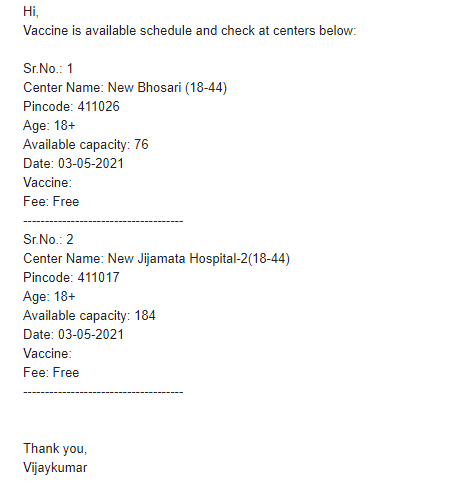 Hi,
Vaccine is available schedule and check at centers below:
Sr.No.: 1
Center Name: New Bhosari (18-44)
Pincode: 411026
Age: 18+
Available capacity: 76
Date: 03-05-2021
Vaccine:
Fee: Free
-------------------------------------
Sr.No.: 2
Center Name: New Jijamata Hospital-2(18-44)
Pincode: 411017
Age: 18+
Available capacity: 184
Date: 03-05-2021
Vaccine:
Fee: Free
-------------------------------------
Thank you,
Vijaykumar